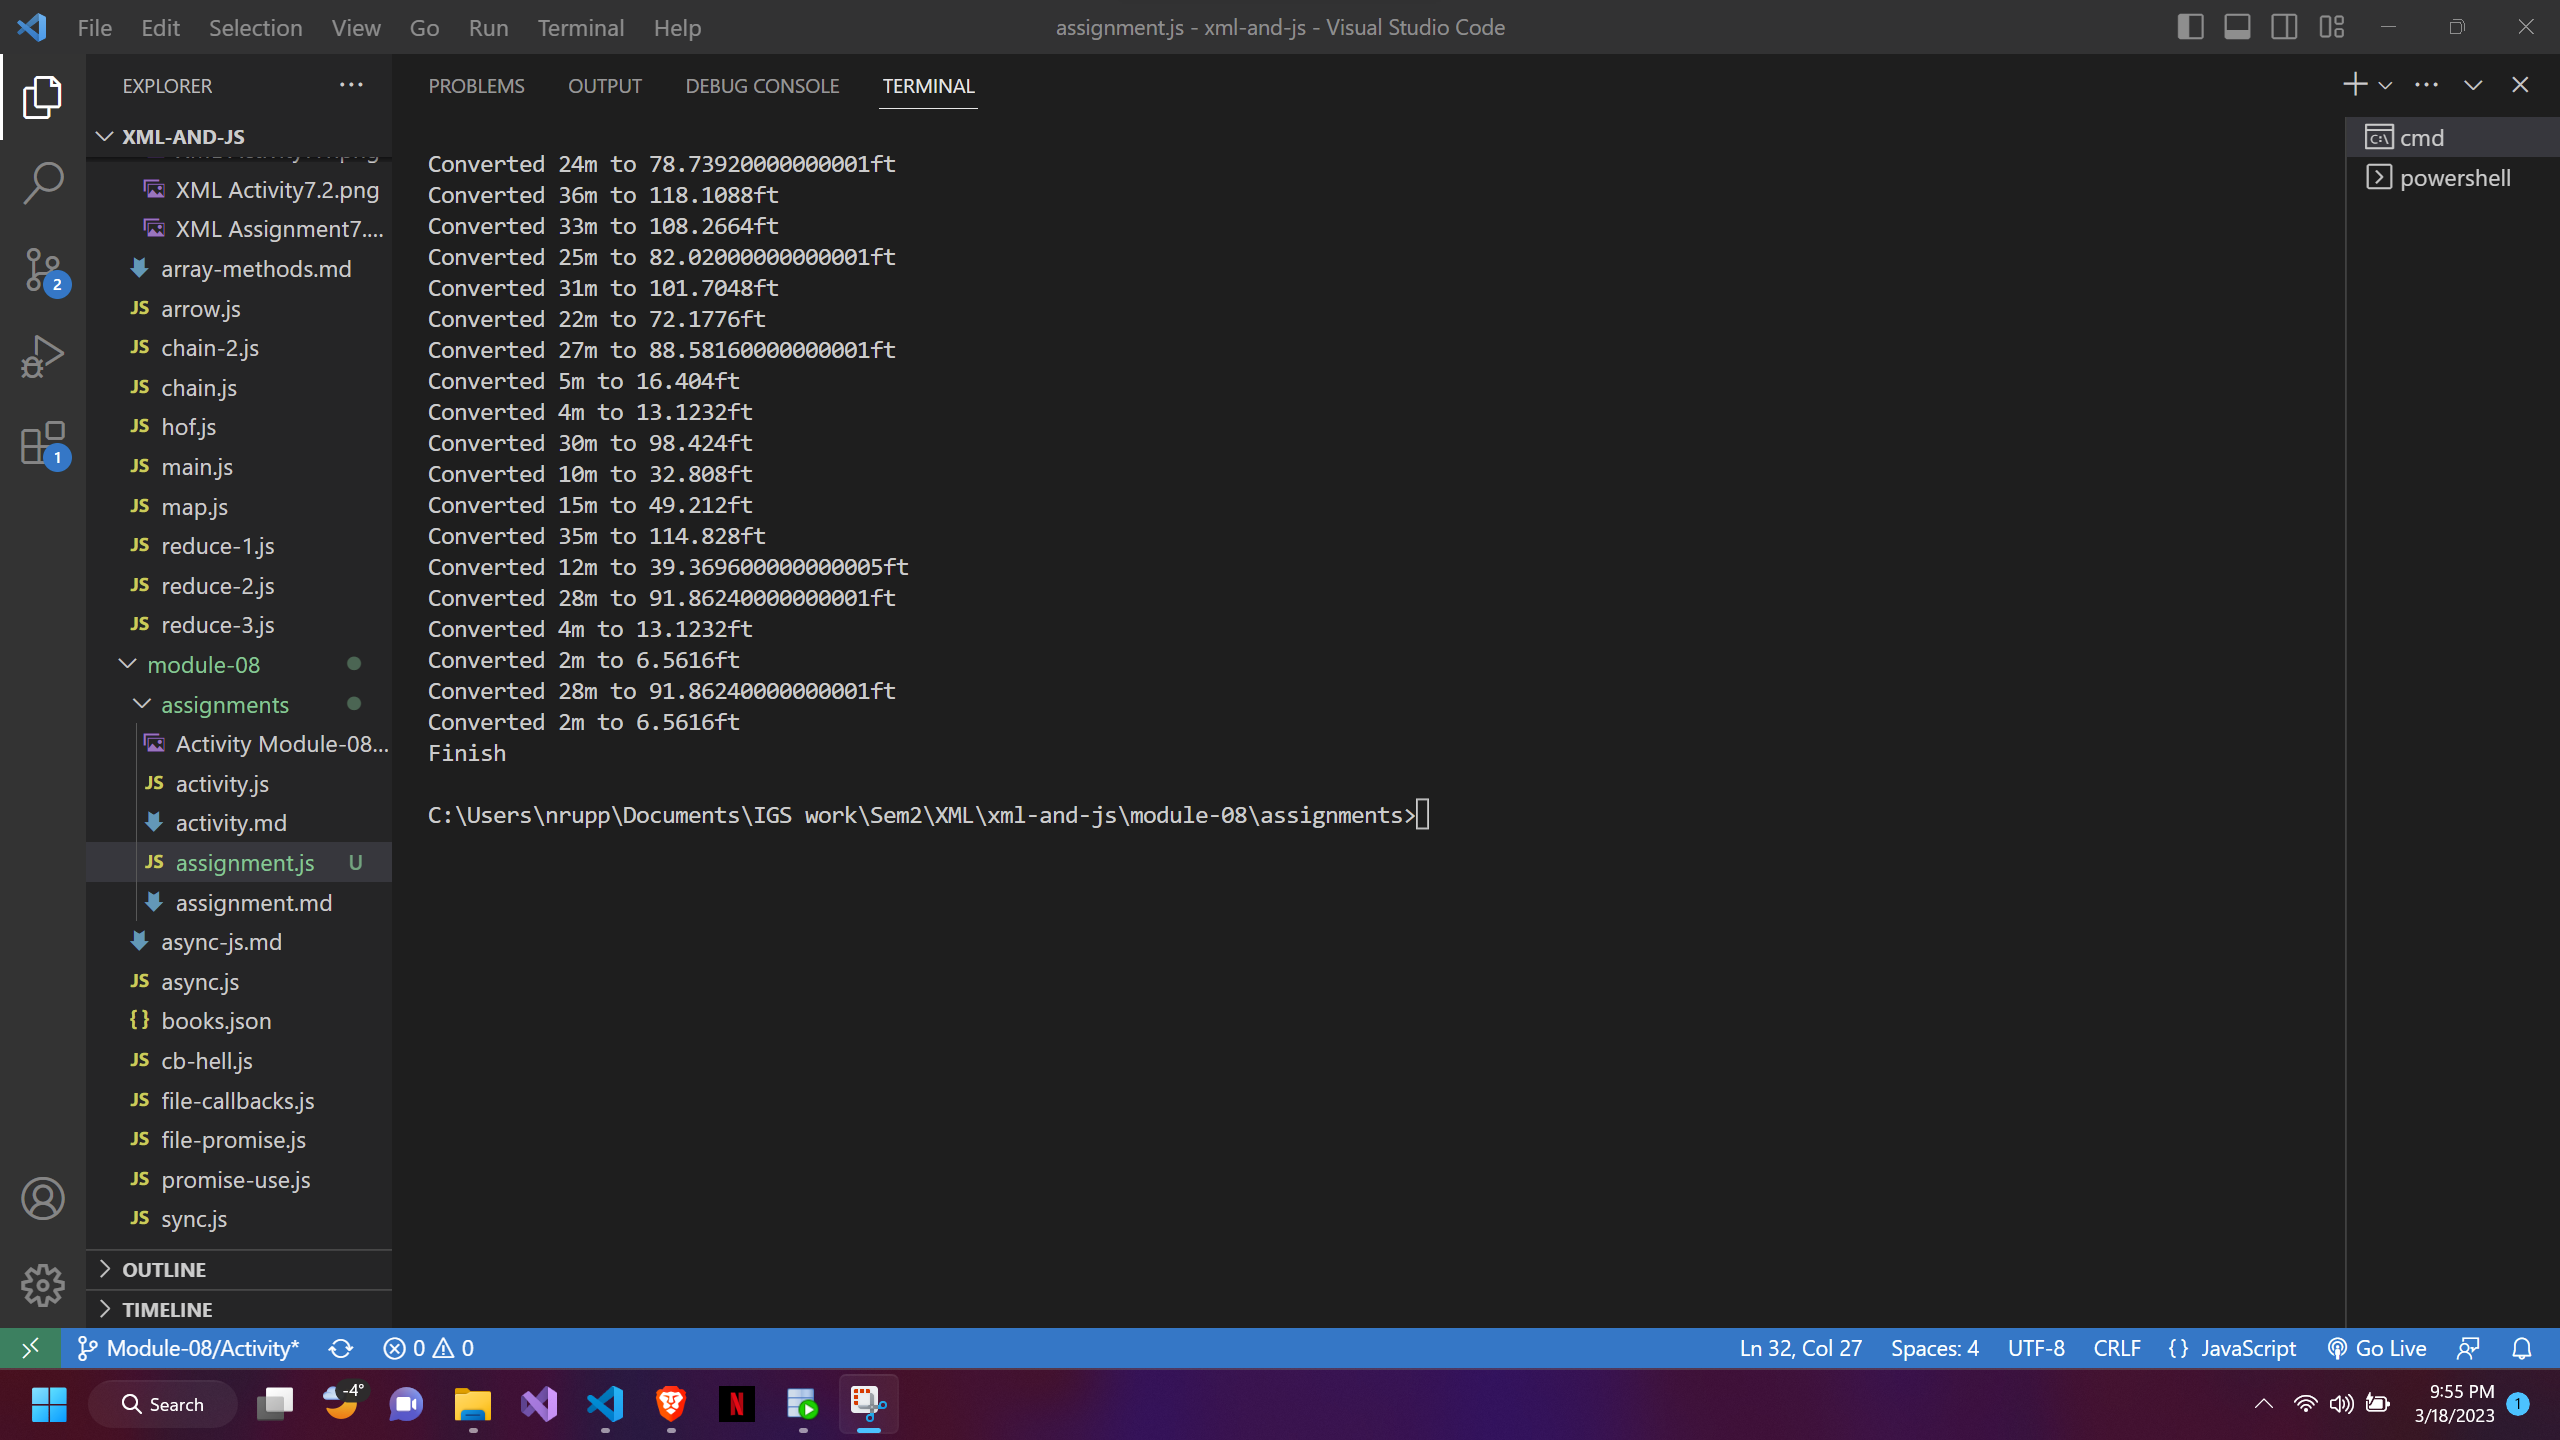 File Edit Selection View Go Run Terminal Help
assignment.js - xml-and-js - Visual Studio Code
EXPLORER
XML-AND-JS
XML Activity7.2.png
XML Assignment7....
array-methods.md
JS arrow.js
JS chain-2.js
JS chain.js
JS hof.js
JS main.js
JS map.js
JS reduce-1.js
JS reduce-2.js
JS reduce-3.js
module-08
assignments
Activity Module-08...
JS activity.js
activity.md
JS assignment.js U
assignment.md
async-js.md
JS async.js
{} books.json
JS cb-hell.js
JS file-callbacks.js
JS file-promise.js
JS promise-use.js
JS sync.js
OUTLINE
TIMELINE
2
1
PROBLEMS OUTPUT DEBUG CONSOLE TERMINAL
Converted 24m to 78.73920000000001ft
Converted 36m to 118.1088ft
Converted 33m to 108.2664ft
Converted 25m to 82.02000000000001ft
Converted 31m to 101.7048ft
Converted 22m to 72.1776ft
Converted 27m to 88.58160000000001ft
Converted 5m to 16.404ft
Converted 4m to 13.1232ft
Converted 30m to 98.424ft
Converted 10m to 32.808ft
Converted 15m to 49.212ft
Converted 35m to 114.828ft
Converted 12m to 39.369600000000005ft
Converted 28m to 91.86240000000001ft
Converted 4m to 13.1232ft
Converted 2m to 6.5616ft
Converted 28m to 91.86240000000001ft
Converted 2m to 6.5616ft
Finish
C:\Users\nrupp\Documents\IGS work\Sem2\XML\xml-and-js\module-08\assignments>
cmd
powershell
Module-08/Activity* 0 0 Ln 32, Col 27 Spaces: 4 UTF-8 CRLF {} JavaScript Go Live
Search -4° N 9:55 PM
3/18/2023 1